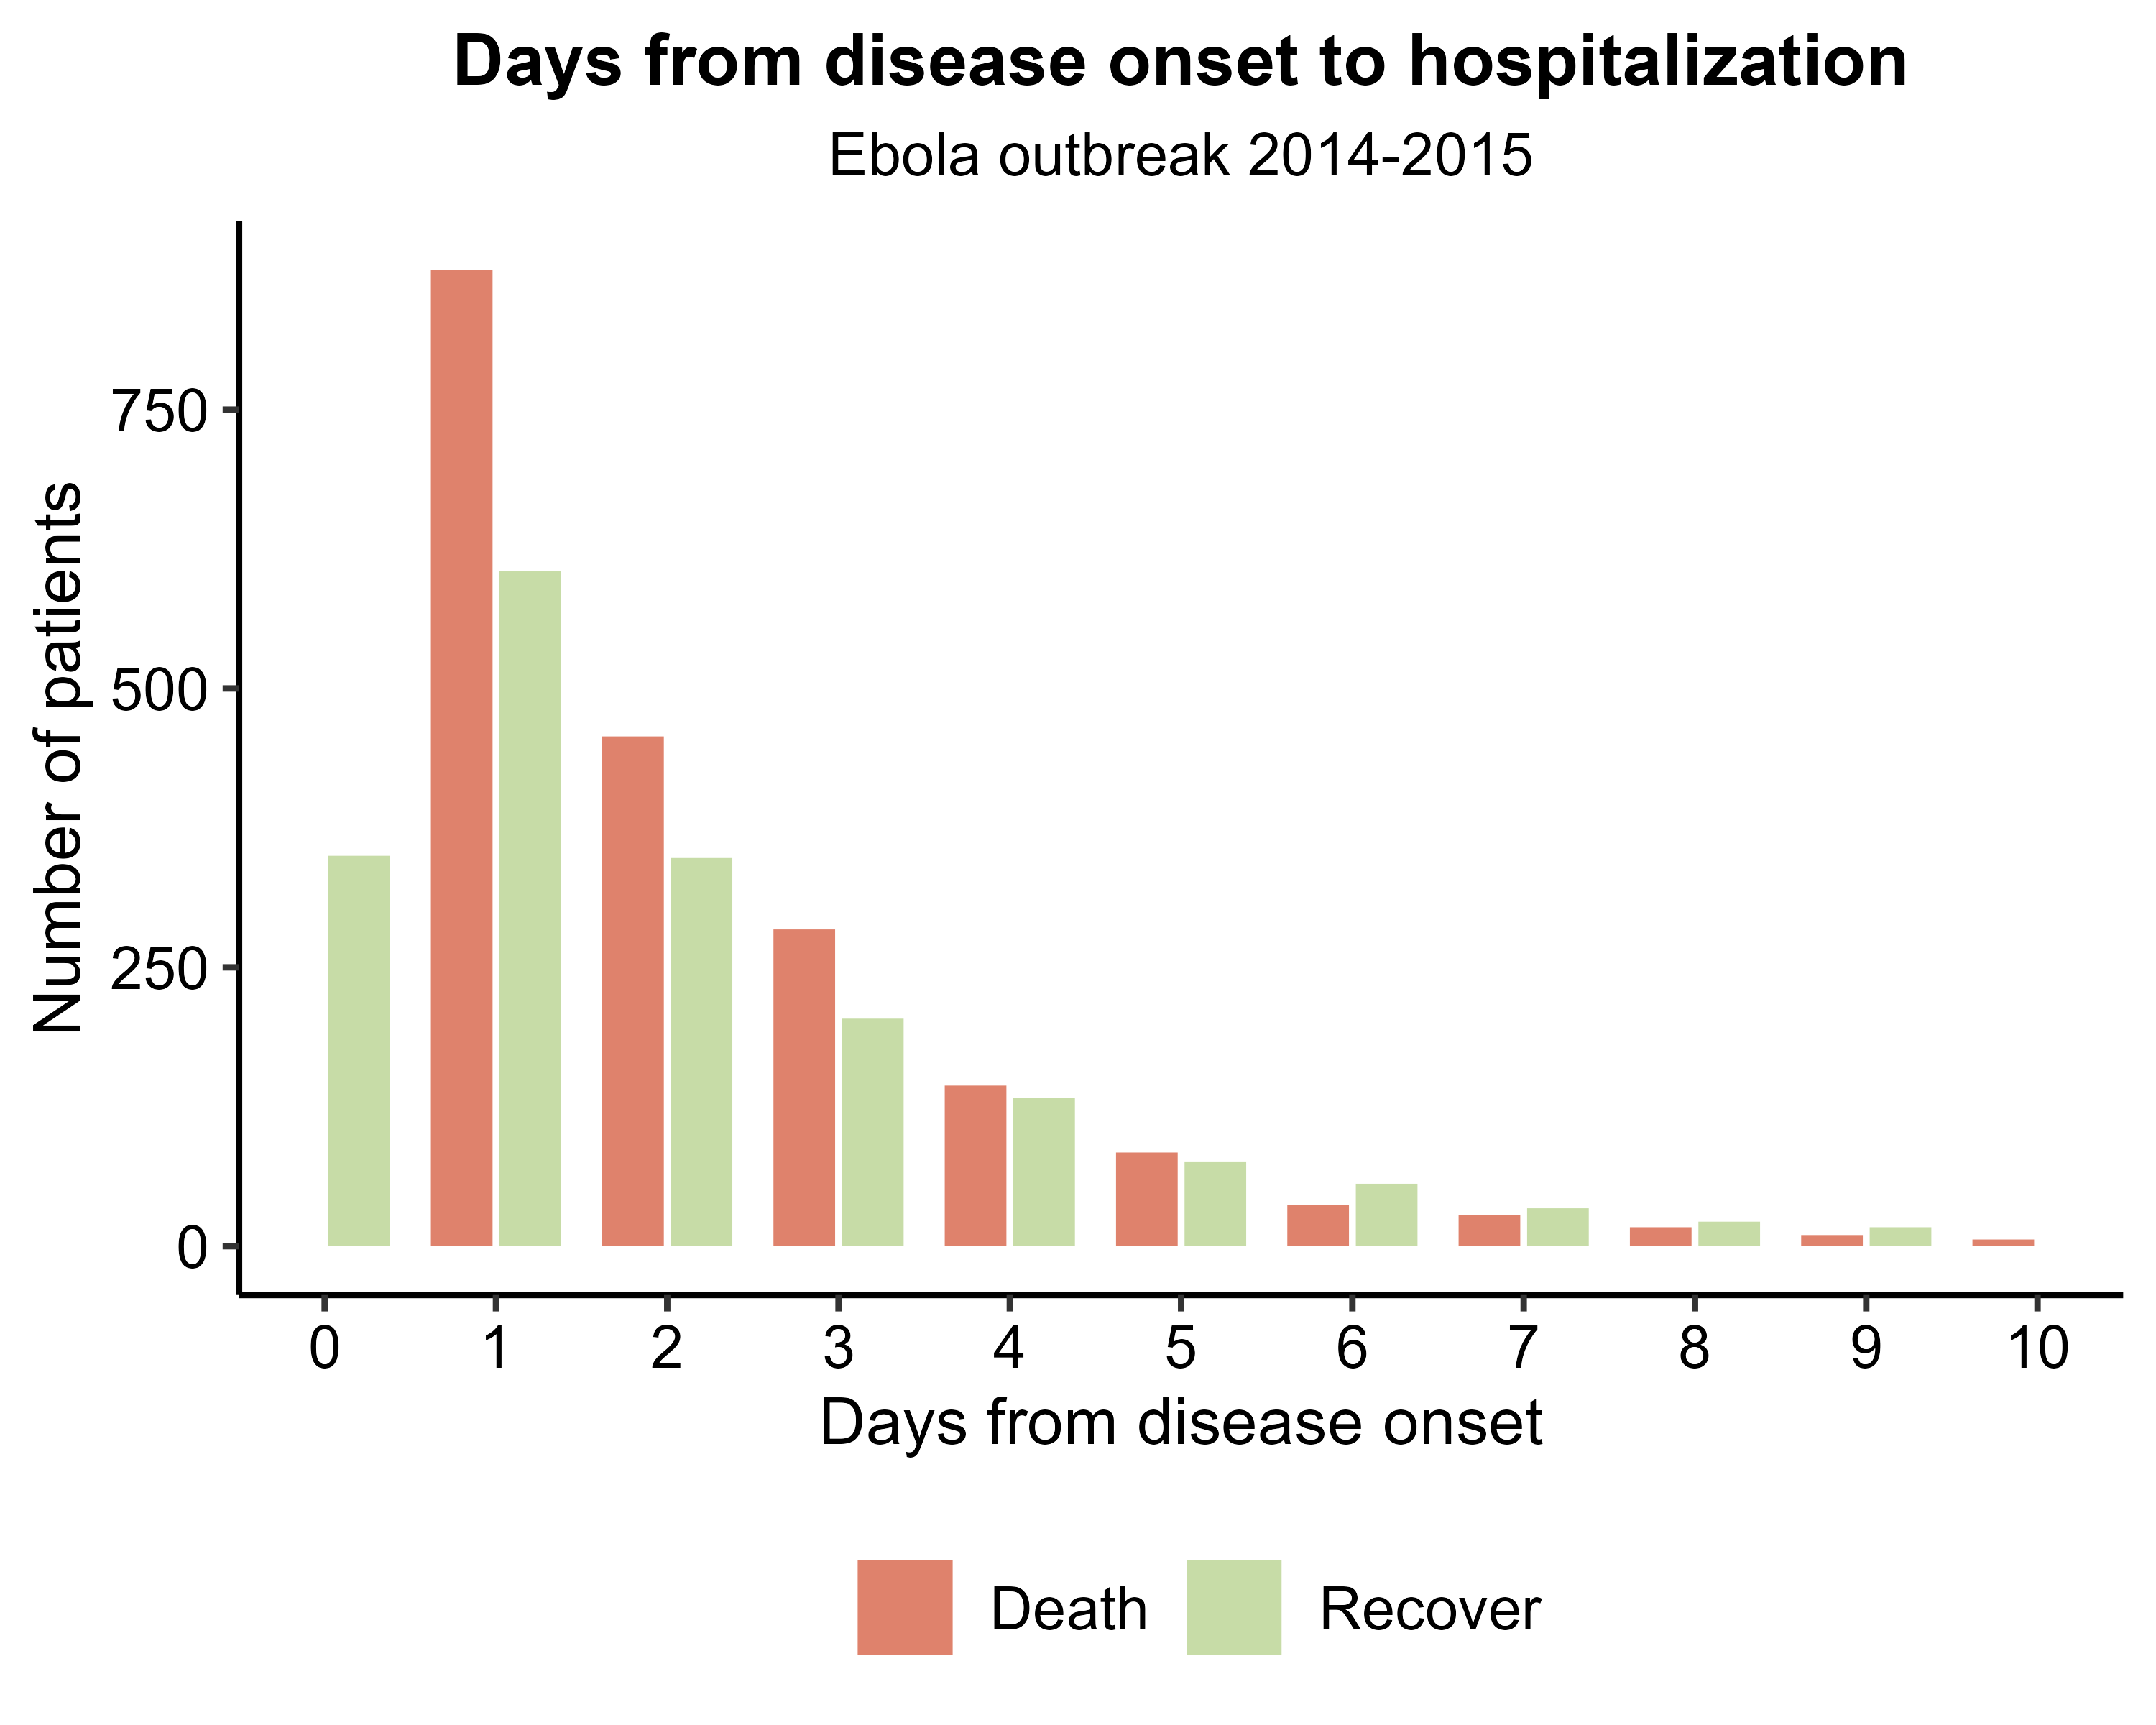 Days from disease onset to hospitalization
Ebola outbreak 2014-2015
Number of patients
750
500
250
0
0 1 2 3 4 5 6 7 8 9 10
Days from disease onset
Death Recover